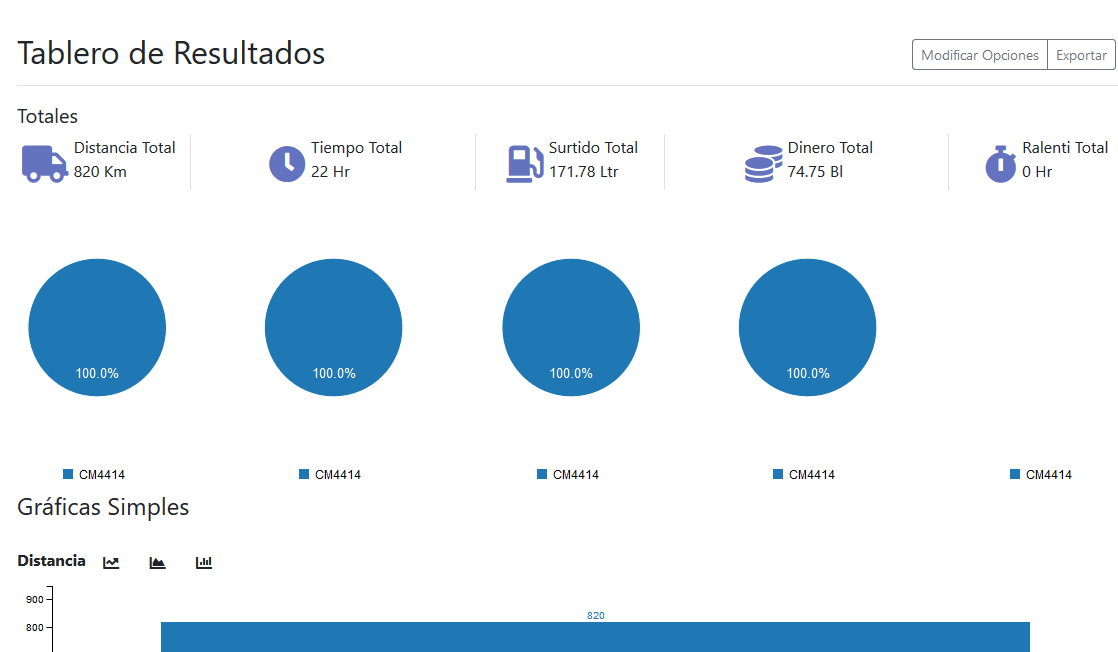 Tablero de Resultados
Modificar Opciones
Exportar
Totales
Distancia Total
820 Km
Tiempo Total
22 Hr
Surtido Total
171.78 Ltr
Dinero Total
74.75 Bl
Ralenti Total
0 Hr
100.0%
100.0%
100.0%
100.0%
CM4414
CM4414
CM4414
CM4414
CM4414
Gráficas Simples
Distancia
900
820
800